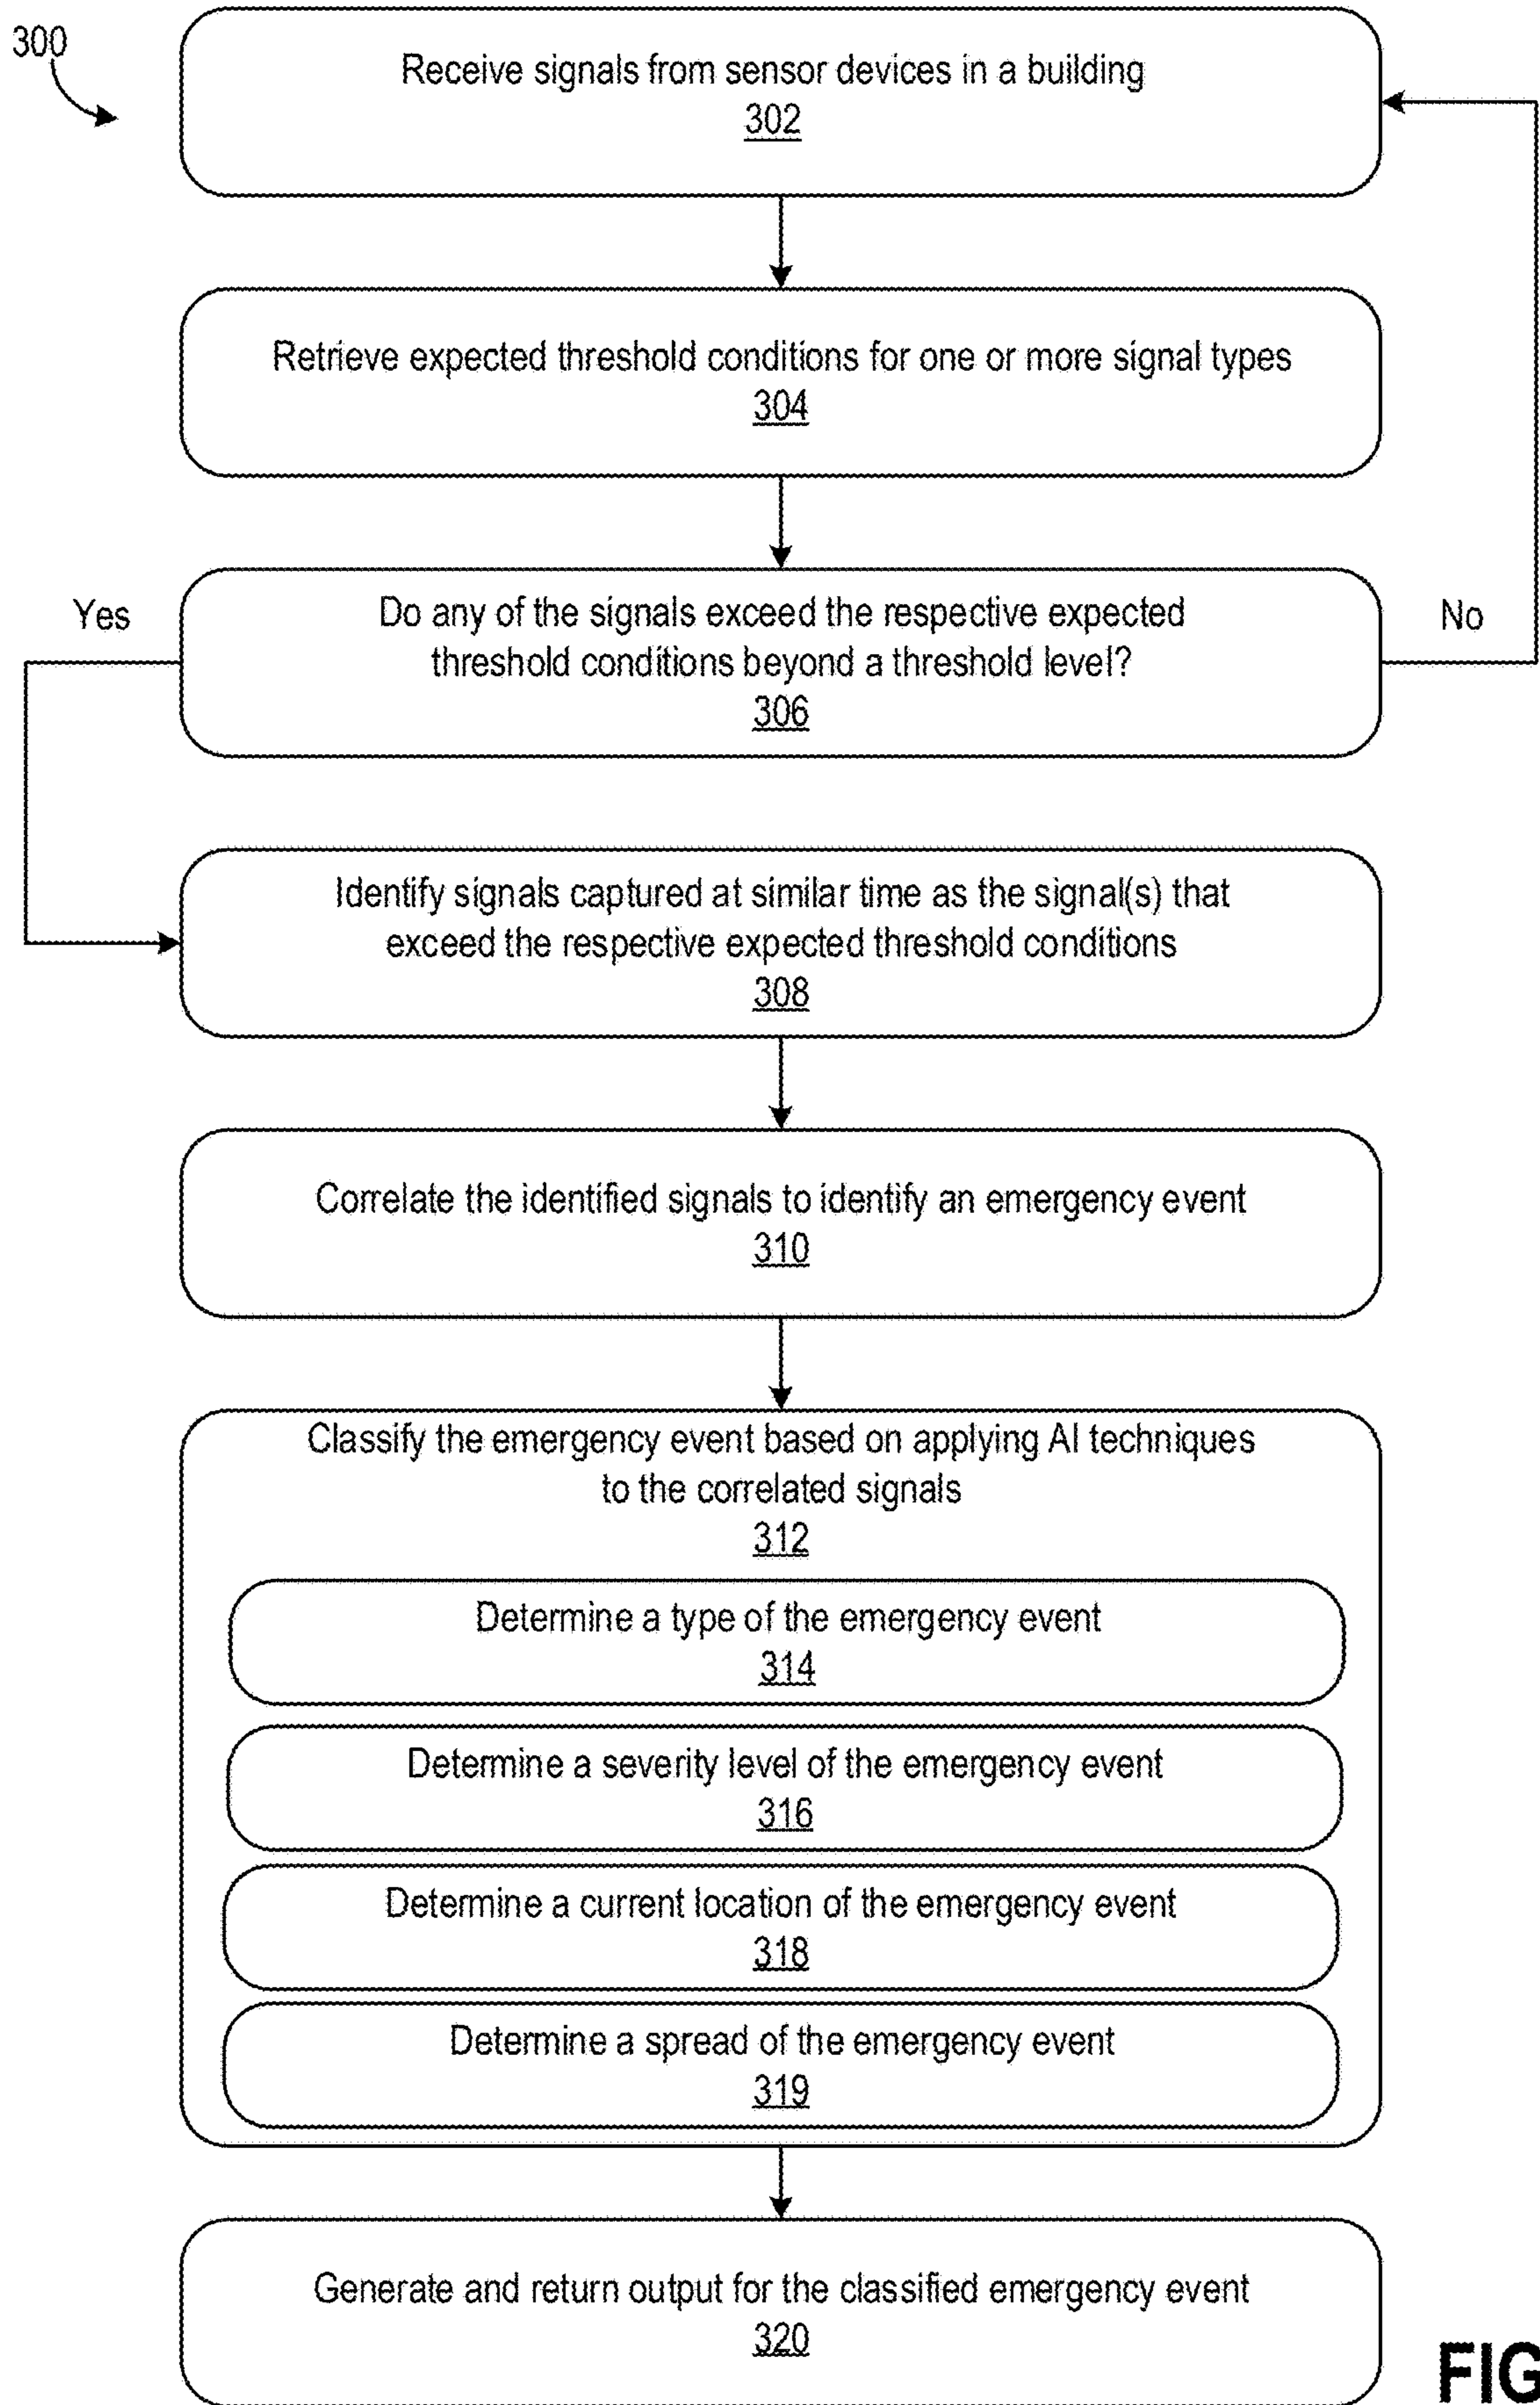 300
Receive signals from sensor devices in a building
302
Retrieve expected threshold conditions for one or more signal types
304
Do any of the signals exceed the respective expected
threshold conditions beyond a threshold level?
306
Yes
No
Identify signals captured at similar time as the signal(s) that
exceed the respective expected threshold conditions
308
Correlate the identified signals to identify an emergency event
310
Classify the emergency event based on applying AI techniques
to the correlated signals
312
Determine a type of the emergency event
314
Determine a severity level of the emergency event
316
Determine a current location of the emergency event
318
Determine a spread of the emergency event
319
Generate and return output for the classified emergency event
320
FIG